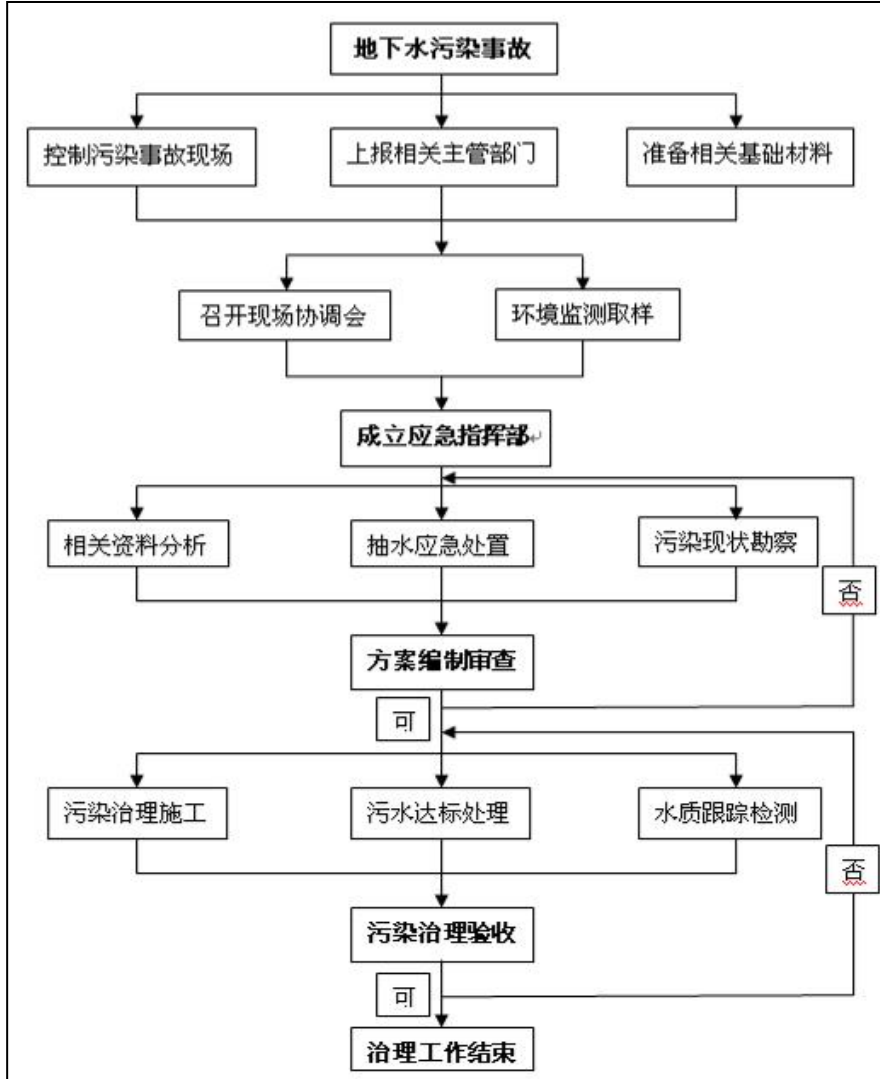 地下水污染事故
控制污染事故现场
上报相关主管部门
准备相关基础材料
召开现场协调会
环境监测取样
成立应急指挥部
相关资料分析
抽水应急处置
污染现状勘察
否
方案编制审查
可
污染治理施工
污水达标处理
水质跟踪检测
否
污染治理验收
可
治理工作结束